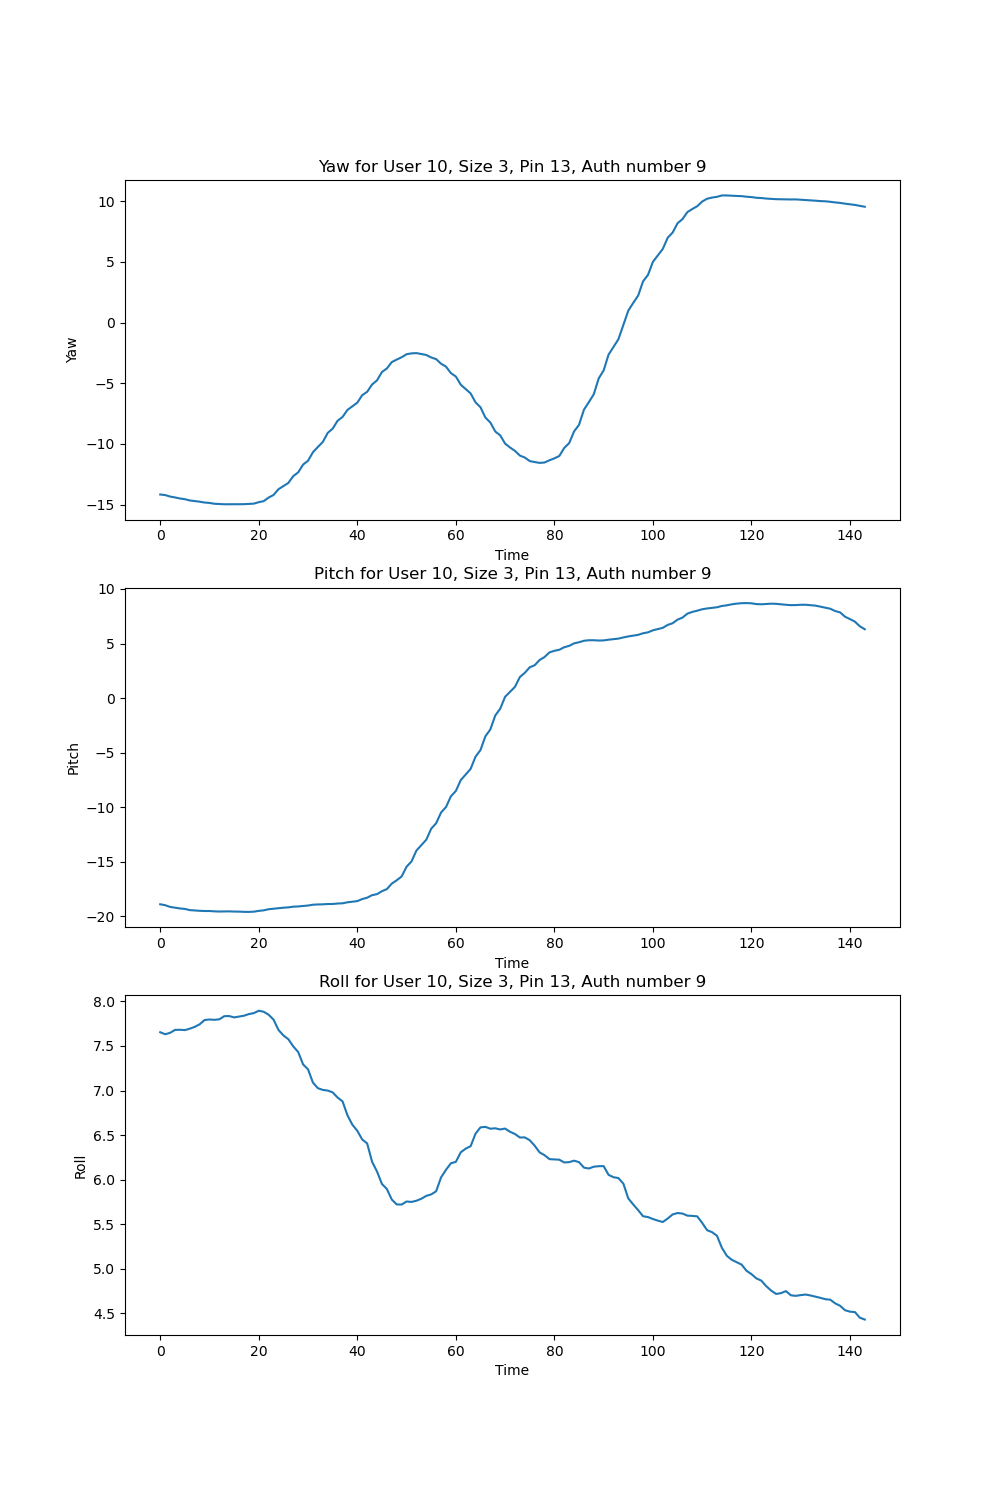 Yaw for User 10, Size 3, Pin 13, Auth number 9
10
5
0
−5
−10
−15
Yaw
0 20 40 60 80 100 120 140
Time
Pitch for User 10, Size 3, Pin 13, Auth number 9
10
5
0
−5
−10
−15
−20
Pitch
0 20 40 60 80 100 120 140
Time
Roll for User 10, Size 3, Pin 13, Auth number 9
8.0
7.5
7.0
6.5
6.0
5.5
5.0
4.5
Roll
0 20 40 60 80 100 120 140
Time